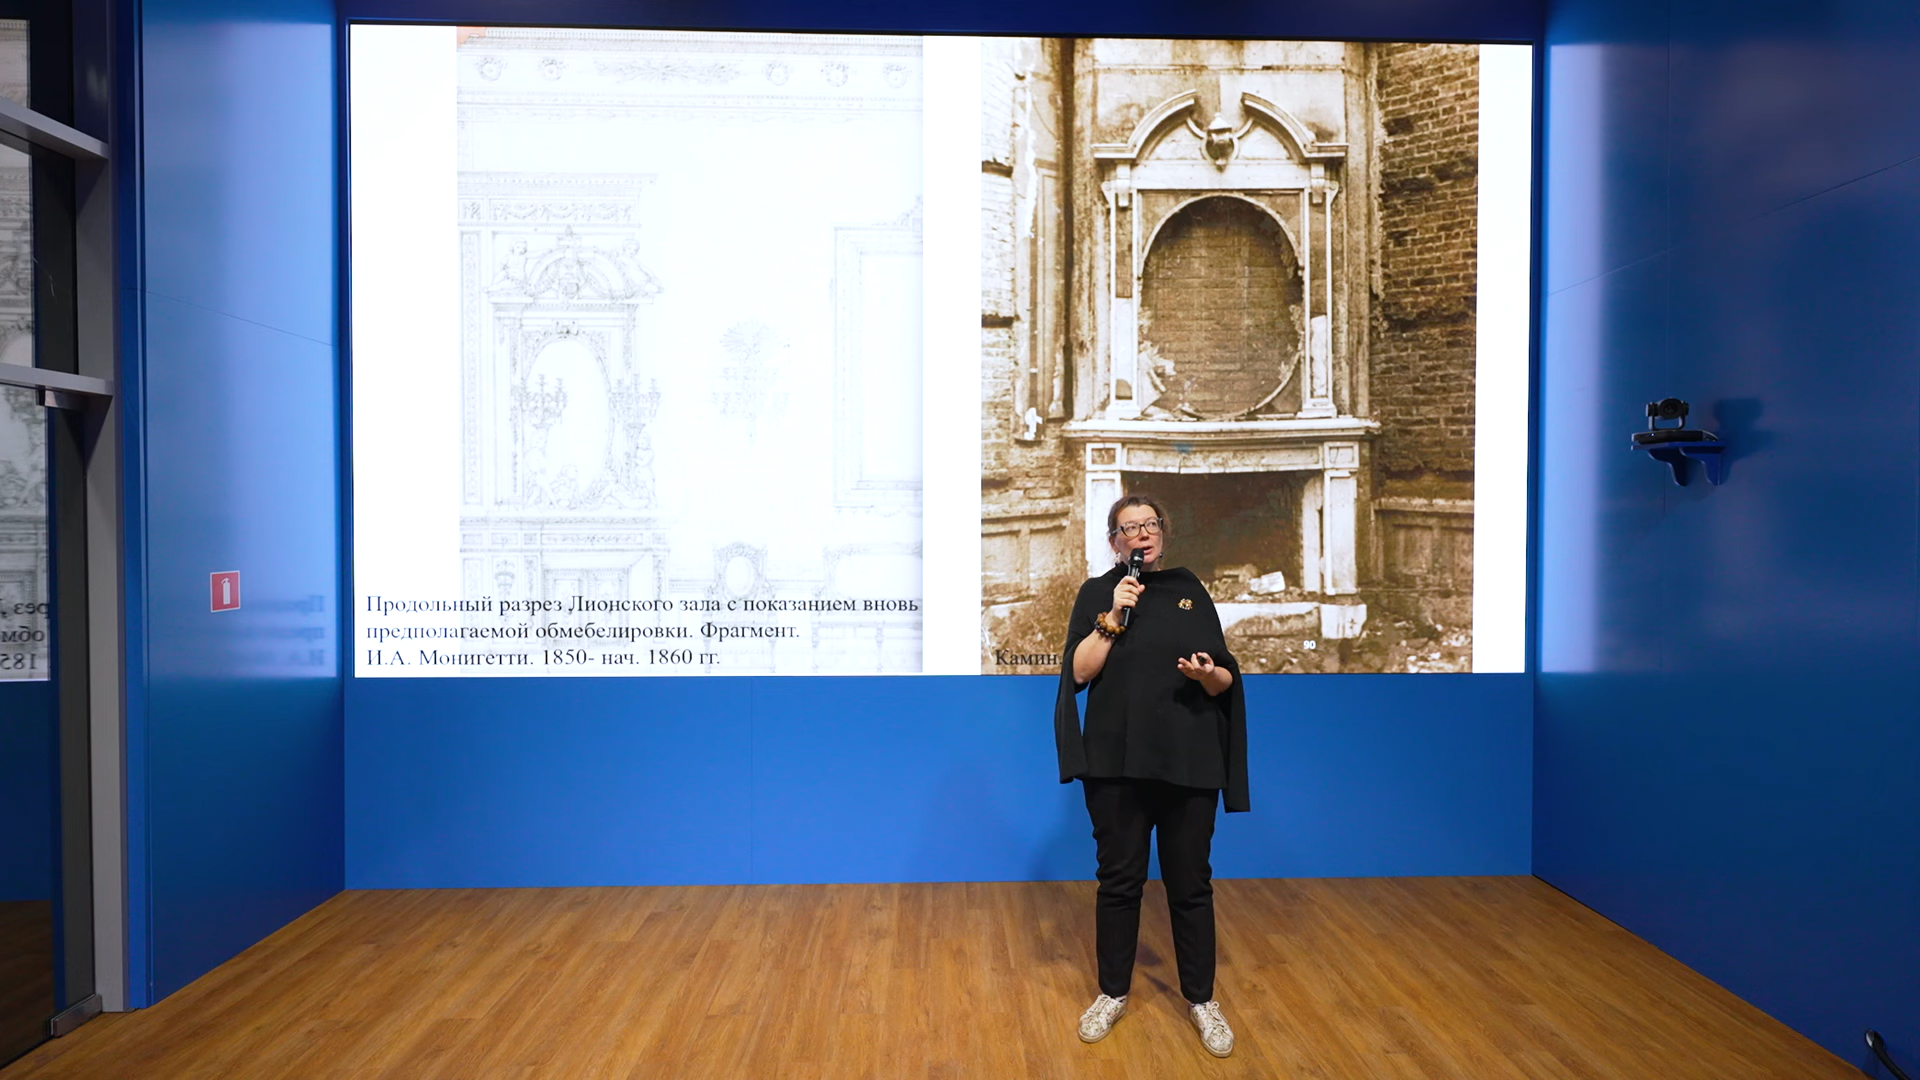 Продольный разрез Лионского зала с показанием вновь
предполагаемой обмебелировки. Фрагмент.
И.А. Монигетти. 1850- нач. 1860 гг.
Камин.
90